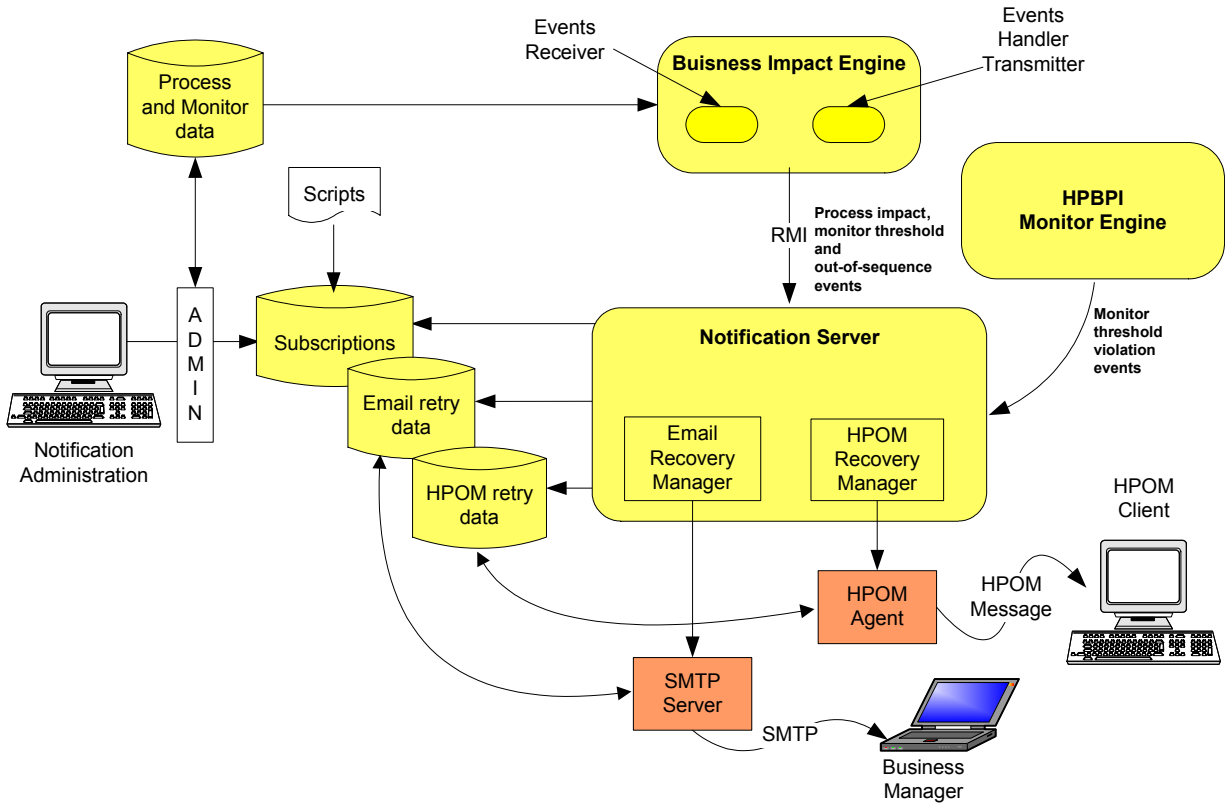 Events
Receiver
Events
Handler
Transmitter
Buisness Impact Engine
Process
and Monitor
data
Scripts
HPBPI
Monitor Engine
RMI
Process impact,
monitor threshold
and
out-of-sequence
events
A
D
M
I
N
Subscriptions
Notification Server
Monitor
threshold
violation
events
Email retry
data
Notification
Administration
Email
Recovery
Manager
HPOM
Recovery
Manager
HPOM retry
data
HPOM
Client
HPOM
Agent
HPOM
Message
SMTP
Server
SMTP
Business
Manager